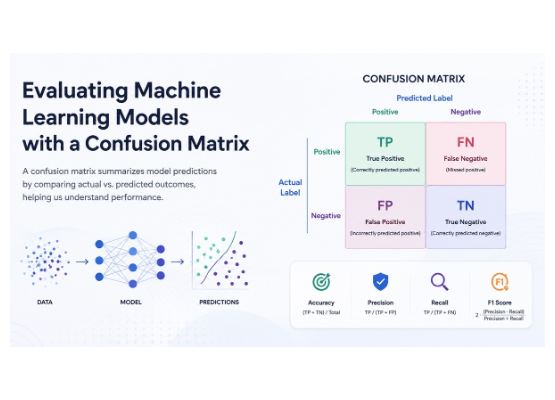 Evaluating Machine
Learning Models
with a Confusion Matrix
A confusion matrix summarizes model predictions
by comparing actual vs. predicted outcomes,
helping us understand performance.
DATA
MODEL
PREDICTIONS
CONFUSION MATRIX
Predicted Label
Positive Negative
Actual
Label
Positive
Negative
TP
True Positive
(Correctly predicted positive)
FN
False Negative
(Missed positive)
FP
False Positive
(Incorrectly predicted positive)
TN
True Negative
(Correctly predicted negative)
Accuracy
(TP + TN) / Total
Precision
TP / (TP + FP)
Recall
TP / (TP + FN)
F1
F1 Score
2 · (Precision · Recall)
Precision + Recall